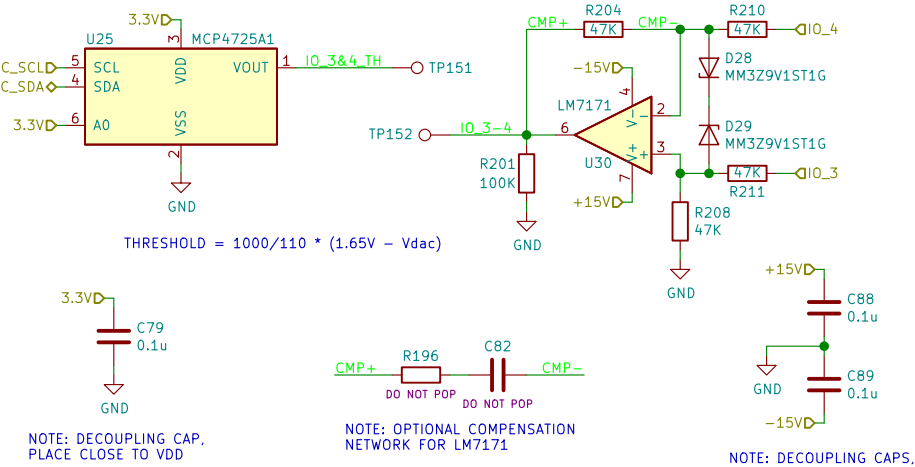 3.3V
U25
MCP4725A1
C_SCL
5
SCL
3
VDD
VOUT
1
IO_3&4_TH
TP151
C_SDA
4
SDA
3.3V
6
A0
VSS
2
GND
THRESHOLD = 1000/110 * (1.65V - Vdac)
R204
CMP+
47K
CMP-
R210
47K
IO_4
-15V
D28
MM3Z9V1ST1G
LM7171
4
V-
-
2
TP152
IO_3-4
6
D29
MM3Z9V1ST1G
V+
+
3
U30
7
+15V
R201
100K
GND
47K
R211
IO_3
R208
47K
GND
3.3V
C79
0.1u
GND
NOTE: DECOUPLING CAP,
PLACE CLOSE TO VDD
CMP+
R196
DO NOT POP
C82
DO NOT POP
CMP-
NOTE: OPTIONAL COMPENSATION
NETWORK FOR LM7171
+15V
C88
0.1u
GND
C89
0.1u
-15V
NOTE: DECOUPLING CAPS,